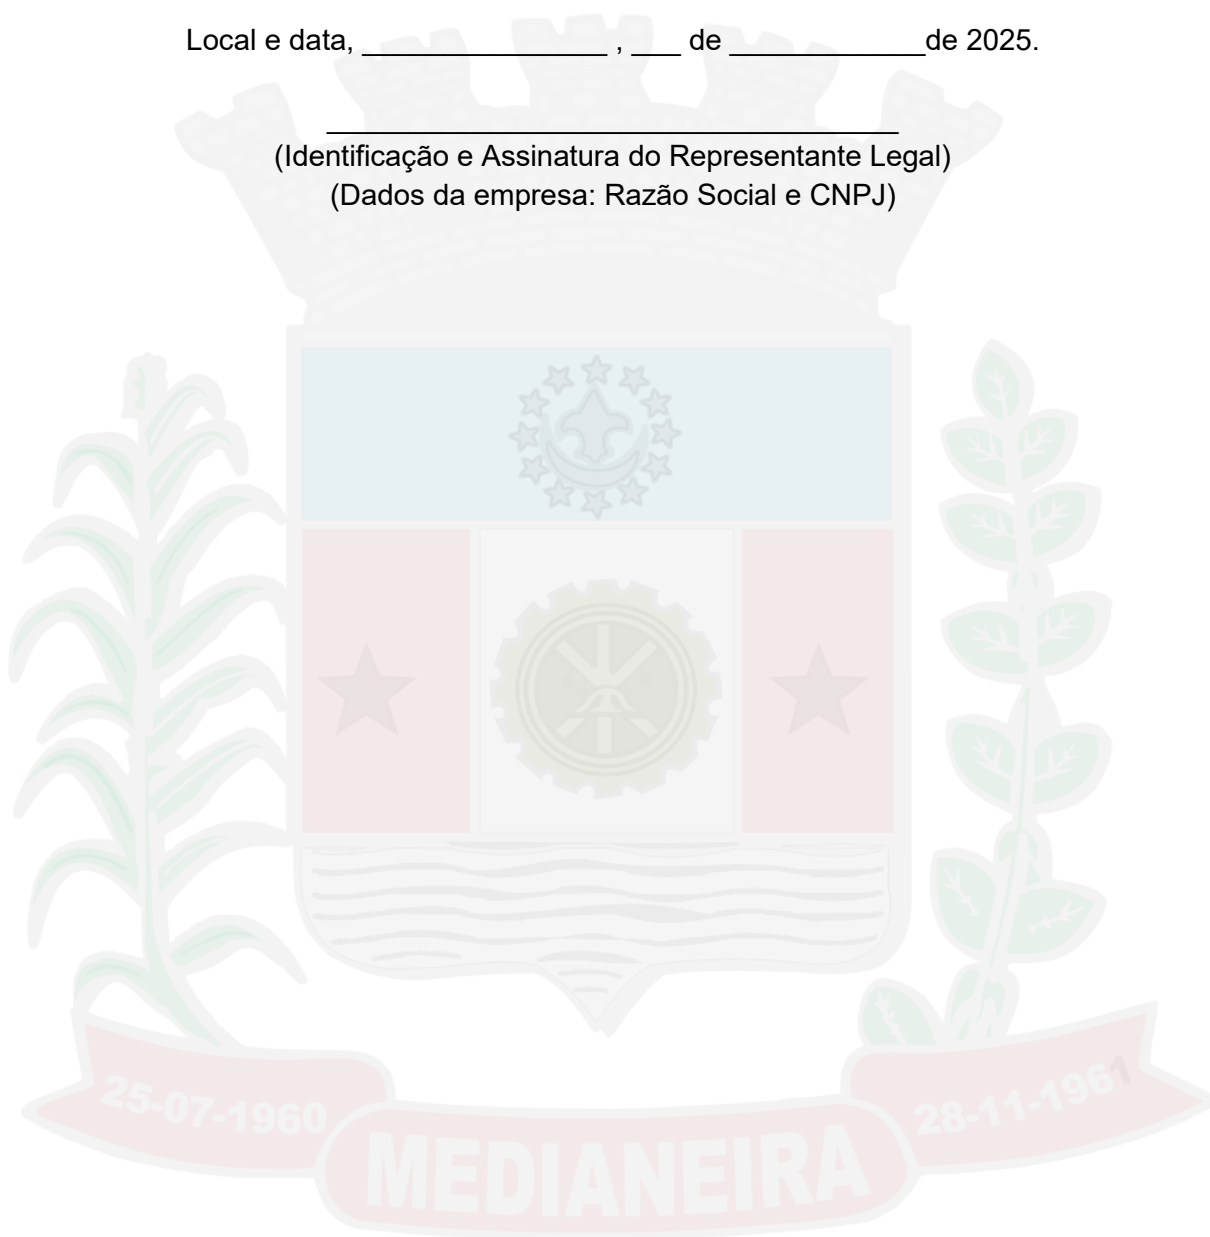 Local e data, _______________ , ___ de ____________de 2025.
___________________________________
(Identificação e Assinatura do Representante Legal)
(Dados da empresa: Razão Social e CNPJ)
25-07-1960
28-11-1961
MEDIANEIRA